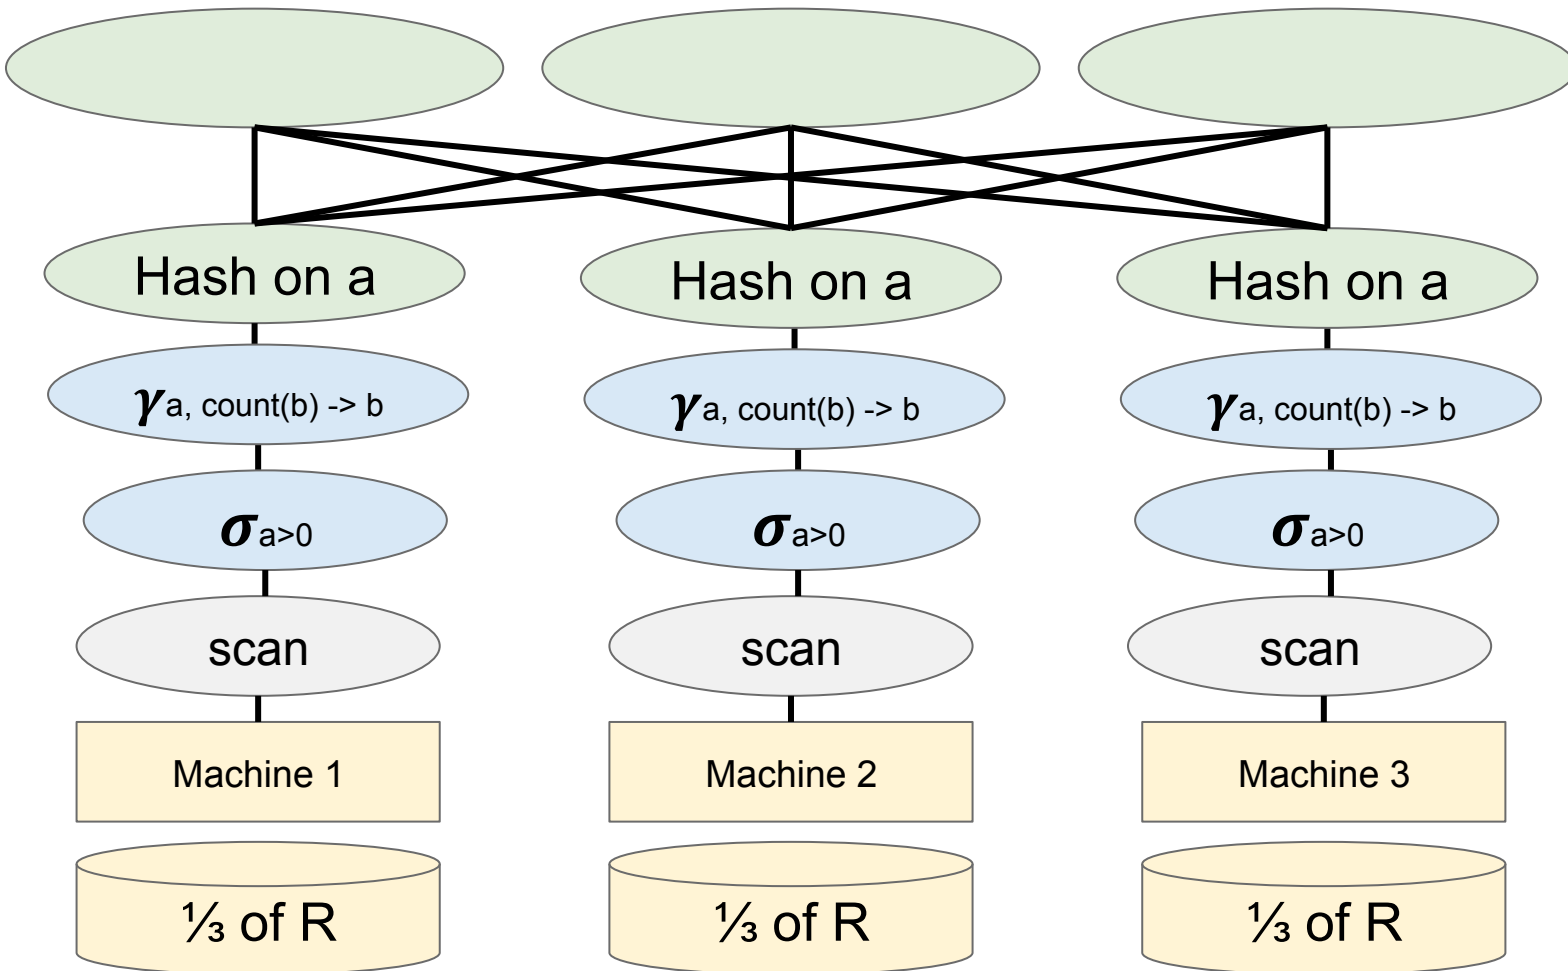 Hash on a Hash on a Hash on a
γa, count(b) -> b γa, count(b) -> b γa, count(b) -> b
σa>0 σa>0 σa>0
scan scan scan
Machine 1 Machine 2 Machine 3
⅓ of R ⅓ of R ⅓ of R